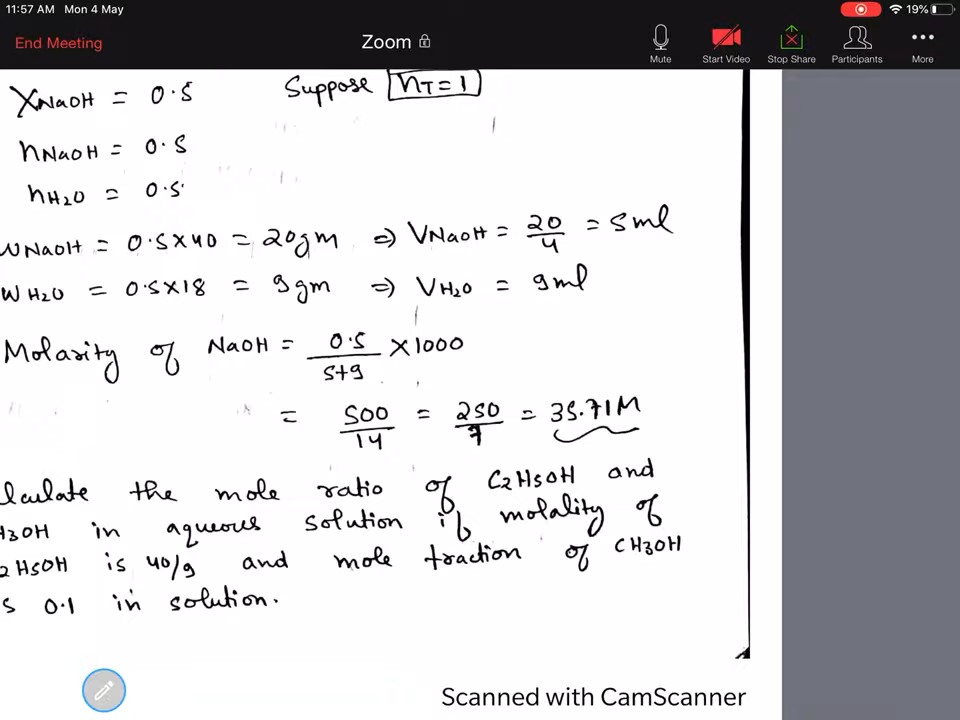 11:57 AM Mon 4 May
19%
End Meeting
Zoom
Mute
Start Video
Stop Share
Participants
More
XNaOH = 0.5 Suppose nT = 1
nNaOH = 0.5
nH2O = 0.5
WNaOH = 0.5×40 = 20gm ⇒ VNaOH = 20/4 = 5ml
WH2O = 0.5×18 = 9gm ⇒ VH2O = 9ml
Molarity of NaOH = 0.5/5+9 ×1000
= 500/14 = 250/7 = 35.71M
lculate the mole ratio of C2H5OH and
H3OH in aqueous solution if molality of
2H5OH is 40/9 and mole fraction of CH3OH
s 0.1 in solution.
Scanned with CamScanner